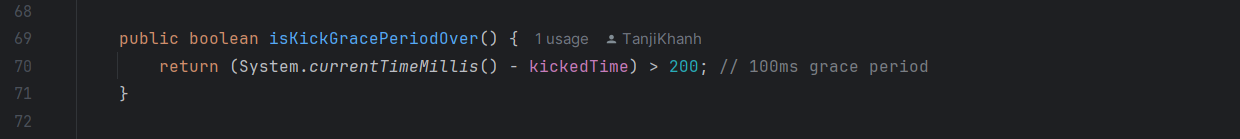 68
69 public boolean isKickGracePeriodOver() { 1 usage TanjiKhanh
70 return (System.currentTimeMillis() - kickedTime) > 200; // 100ms grace period
71 }
72